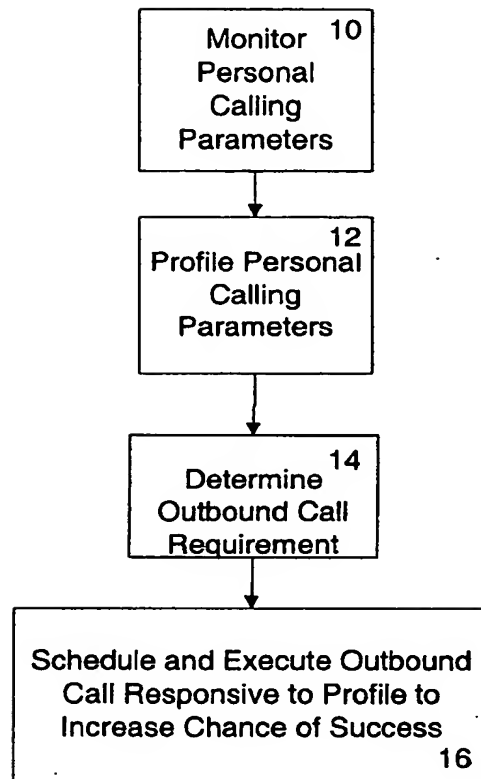 10
Monitor
Personal
Calling
Parameters
12
Profile Personal
Calling
Parameters
14
Determine
Outbound Call
Requirement
Schedule and Execute Outbound
Call Responsive to Profile to
Increase Chance of Success
16